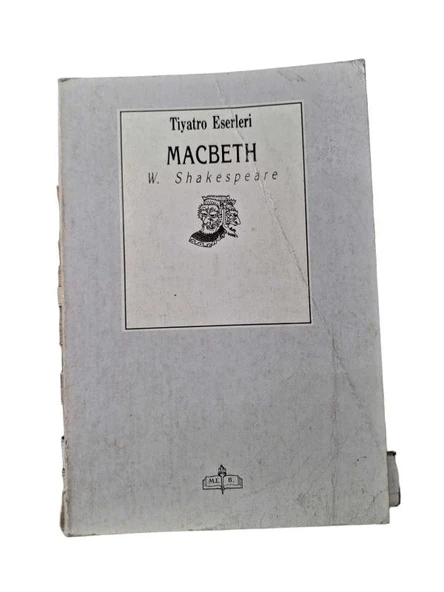 Tiyatro Eserleri
MACBETH
W. Shakespeare
M.E. B.